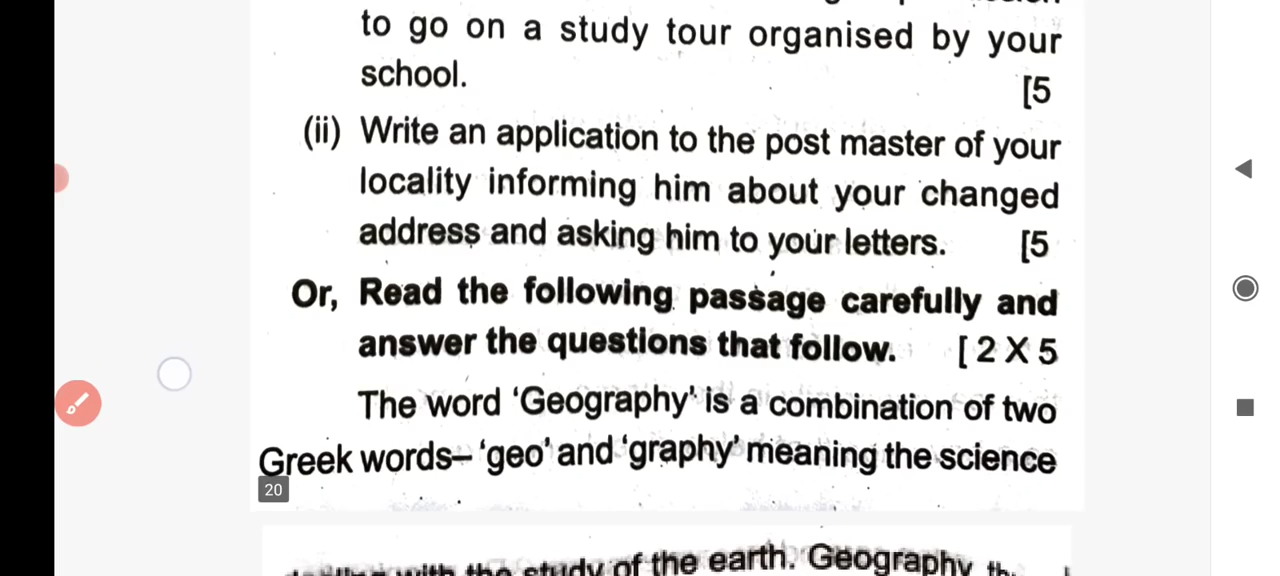 to go on a study tour organised by your
school. [5
(ii) Write an application to the post master of your
locality informing him about your changed
address and asking him to your letters. [5
Or, Read the following passage carefully and
answer the questions that follow. [ 2 X 5
The word 'Geography' is a combination of two
Greek words– 'geo' and 'graphy' meaning the science
20
with the study of the earth. Geography